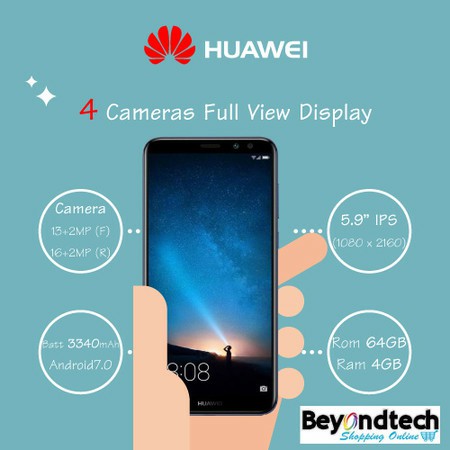 HUAWEI
4 Cameras Full View Display
Camera
13+2MP (F)
16+2MP (R)
5.9" IPS
(1080 x 2160)
Batt 3340mAh
Android7.0
Rom 64GB
Ram 4GB
8:08
HUAWEI
Beyondtech
Shopping Online